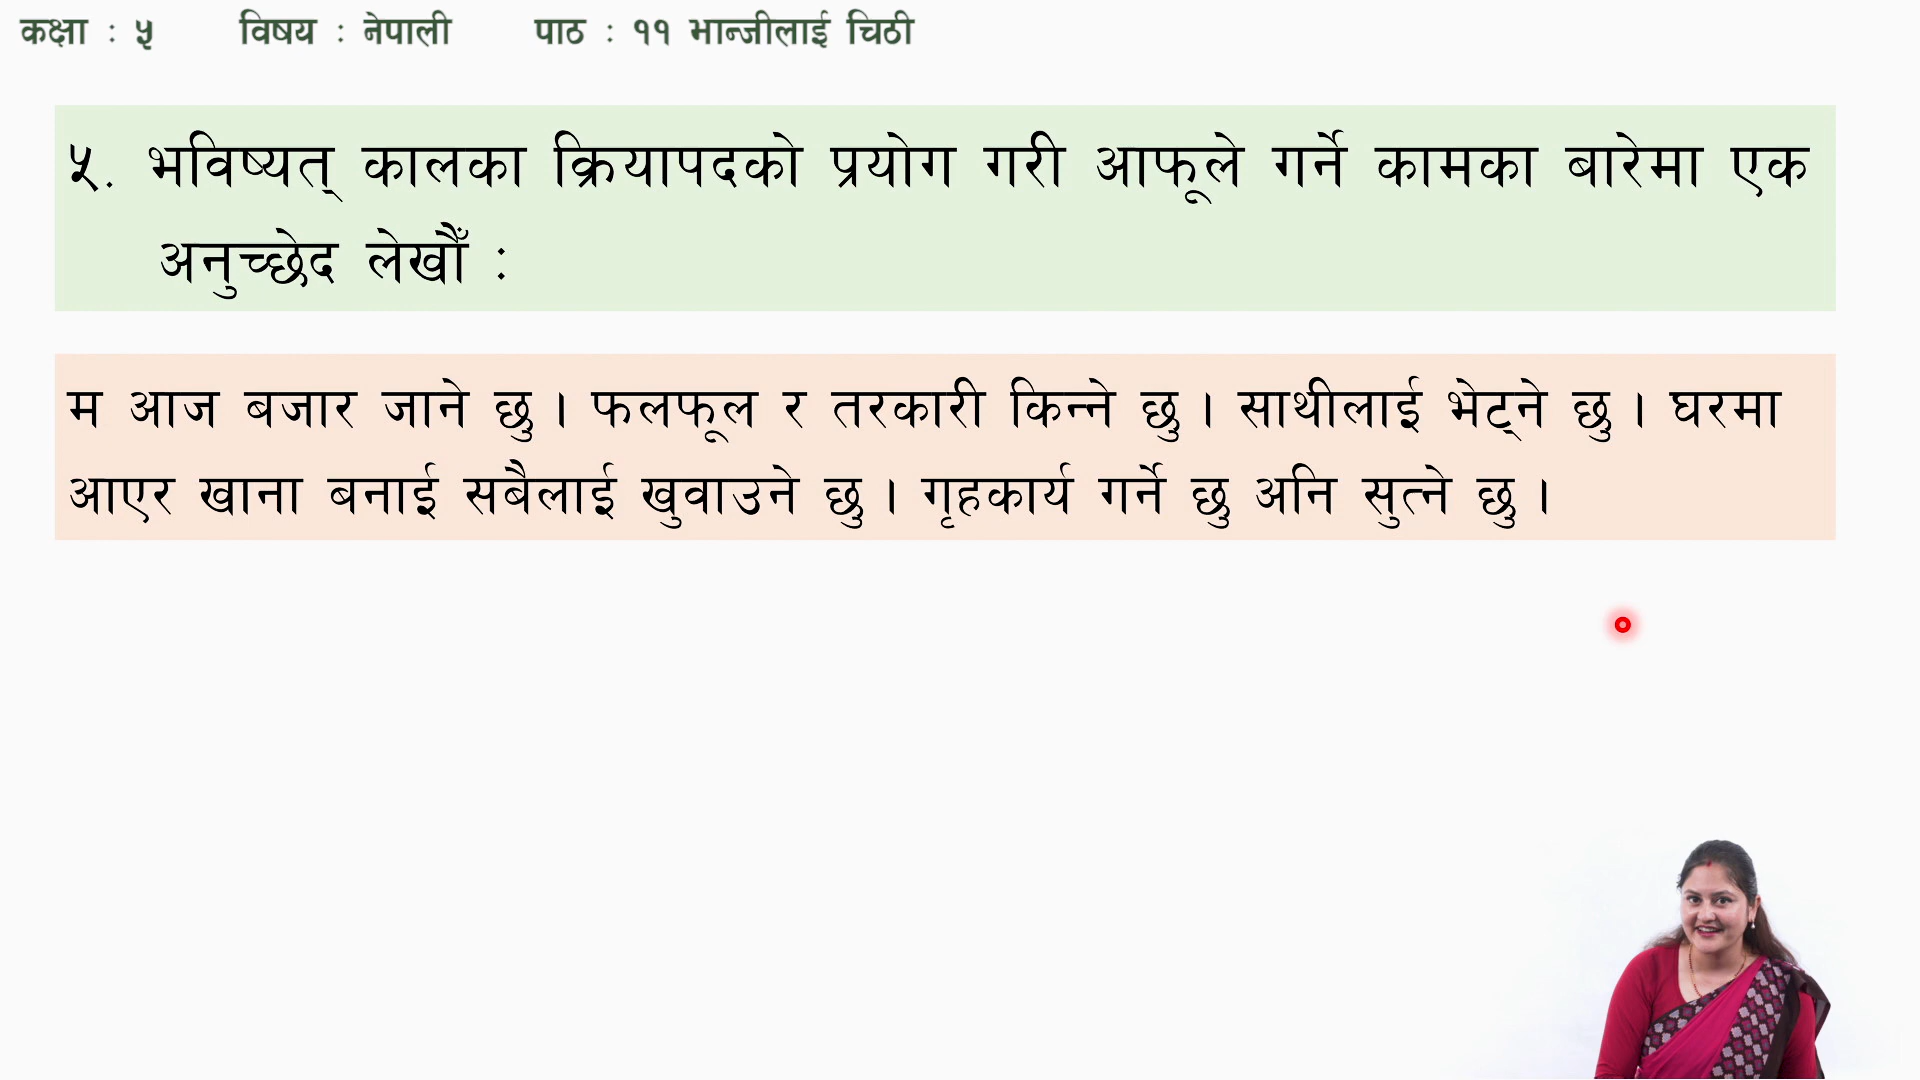 कक्षा : ५ विषय : नेपाली पाठ : ११ भान्जीलाई चिठी
५. भविष्यत् कालका क्रियापदको प्रयोग गरी आफूले गर्ने कामका बारेमा एक
अनुच्छेद लेखौँ :
म आज बजार जाने छु । फलफूल र तरकारी किन्ने छु । साथीलाई भेट्ने छु । घरमा
आएर खाना बनाई सबैलाई खुवाउने छु । गृहकार्य गर्ने छु अनि सुत्ने छु ।